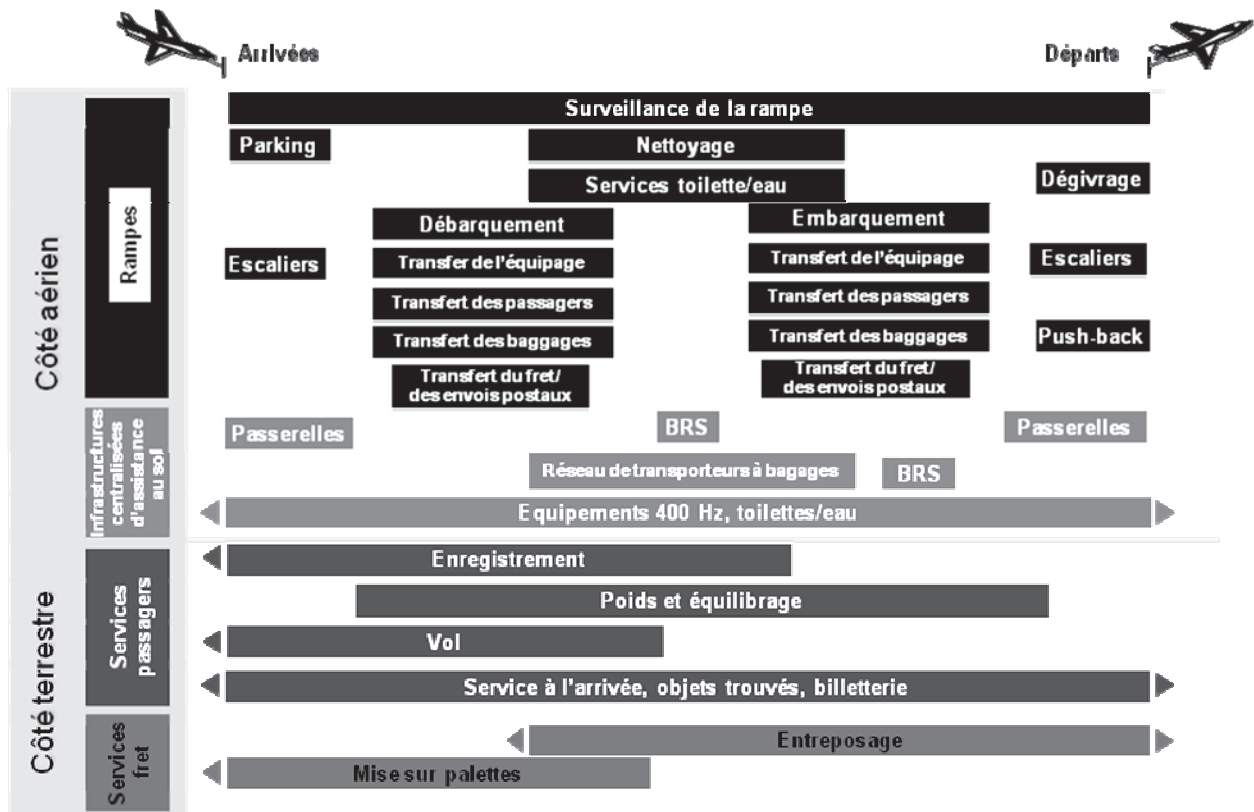 Arrivées
Départs
Côté aérien
Rampes
Surveillance de la rampe
Parking
Nettoyage
Services toilette/eau
Dégivrage
Débarquement
Embarquement
Escaliers
Transfer de l'équipage
Transfert de l'équipage
Escaliers
Transfert des passagers
Transfert des passagers
Transfert des baggages
Transfert des baggages
Push-back
Transfert du fret/
des envois postaux
Transfert du fret/
des envois postaux
Infrastructures
centralisées
d'assistance
au sol
Passerelles
BRS
Passerelles
Réseau de transporteurs à bagages
BRS
Equipements 400 Hz, toilettes/eau
Côté terrestre
Services
passagers
Enregistrement
Poids et équilibrage
Vol
Service à l'arrivée, objets trouvés, billetterie
Services
fret
Entreposage
Mise sur palettes